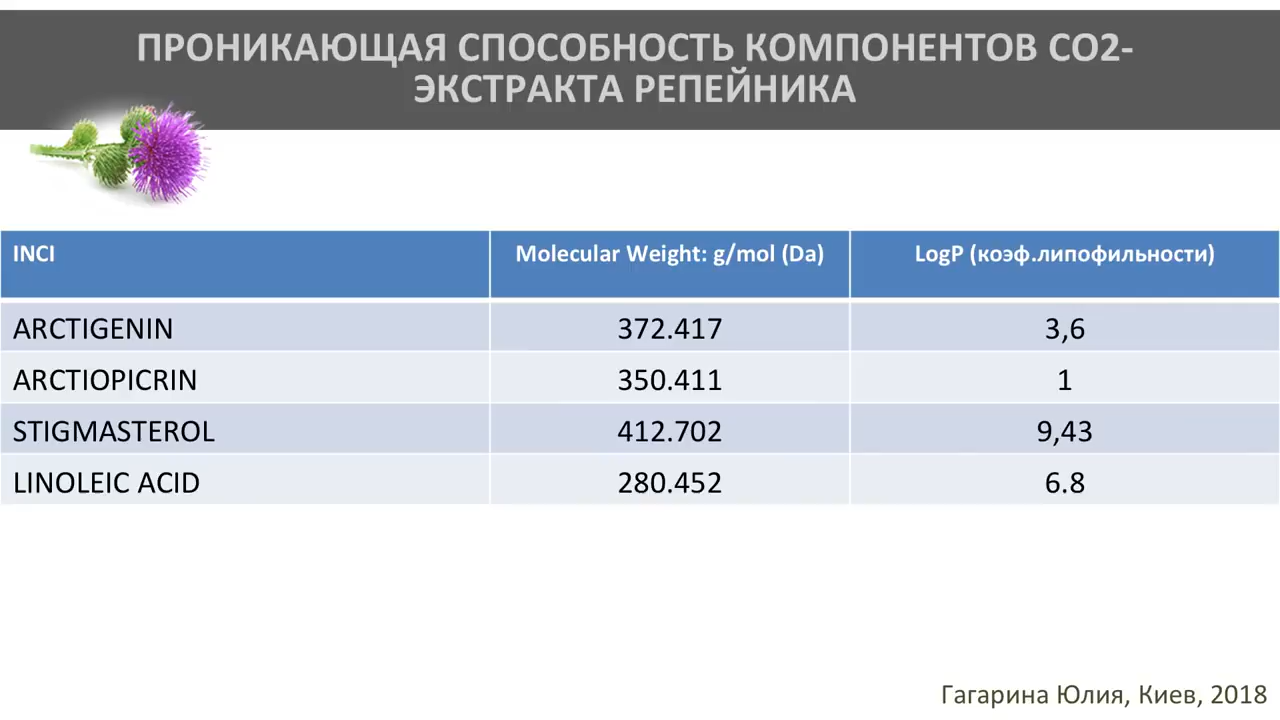 ПРОНИКАЮЩАЯ СПОСОБНОСТЬ КОМПОНЕНТОВ СО2-
ЭКСТРАКТА РЕПЕЙНИКА
INCI Molecular Weight: g/mol (Da) LogP (коэф.липофильности)
ARCTIGENIN 372.417 3,6
ARCTIOPICRIN 350.411 1
STIGMASTEROL 412.702 9,43
LINOLEIC ACID 280.452 6.8
Гагарина Юлия, Киев, 2018